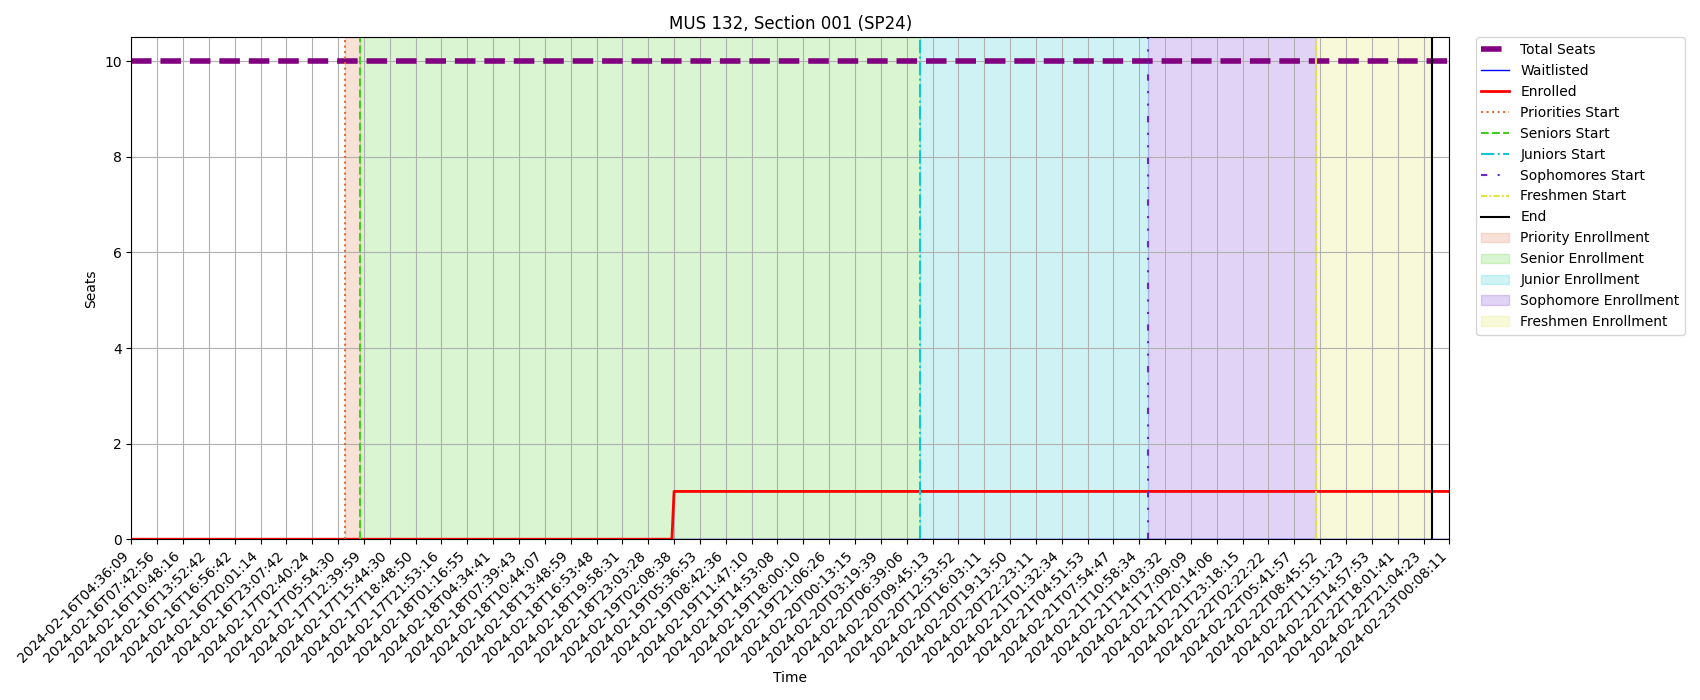 MUS 132, Section 001 (SP24)
Seats
10
8
6
4
2
0
2024-02-16T04:36:09
2024-02-16T07:42:56
2024-02-16T10:48:16
2024-02-16T13:52:42
2024-02-16T16:56:42
2024-02-16T20:01:14
2024-02-16T23:07:42
2024-02-17T02:40:24
2024-02-17T05:54:30
2024-02-17T12:39:59
2024-02-17T15:44:30
2024-02-17T18:48:50
2024-02-17T21:53:16
2024-02-18T01:16:55
2024-02-18T04:34:41
2024-02-18T07:39:43
2024-02-18T10:44:07
2024-02-18T13:48:59
2024-02-18T16:53:48
2024-02-18T19:58:31
2024-02-18T23:03:28
2024-02-19T02:08:38
2024-02-19T05:36:53
2024-02-19T08:42:36
2024-02-19T11:47:10
2024-02-19T14:53:08
2024-02-19T18:00:10
2024-02-19T21:06:26
2024-02-20T00:13:15
2024-02-20T03:19:39
2024-02-20T06:39:06
2024-02-20T09:45:13
2024-02-20T12:53:52
2024-02-20T16:03:11
2024-02-20T19:13:50
2024-02-20T22:23:11
2024-02-21T01:32:34
2024-02-21T04:51:53
2024-02-21T07:54:47
2024-02-21T10:58:34
2024-02-21T14:03:32
2024-02-21T17:09:09
2024-02-21T20:14:06
2024-02-21T23:18:15
2024-02-22T02:22:22
2024-02-22T05:41:57
2024-02-22T08:45:52
2024-02-22T11:51:23
2024-02-22T14:57:53
2024-02-22T18:01:41
2024-02-22T21:04:23
2024-02-23T00:08:11
Time
Total Seats
Waitlisted
Enrolled
Priorities Start
Seniors Start
Juniors Start
Sophomores Start
Freshmen Start
End
Priority Enrollment
Senior Enrollment
Junior Enrollment
Sophomore Enrollment
Freshmen Enrollment